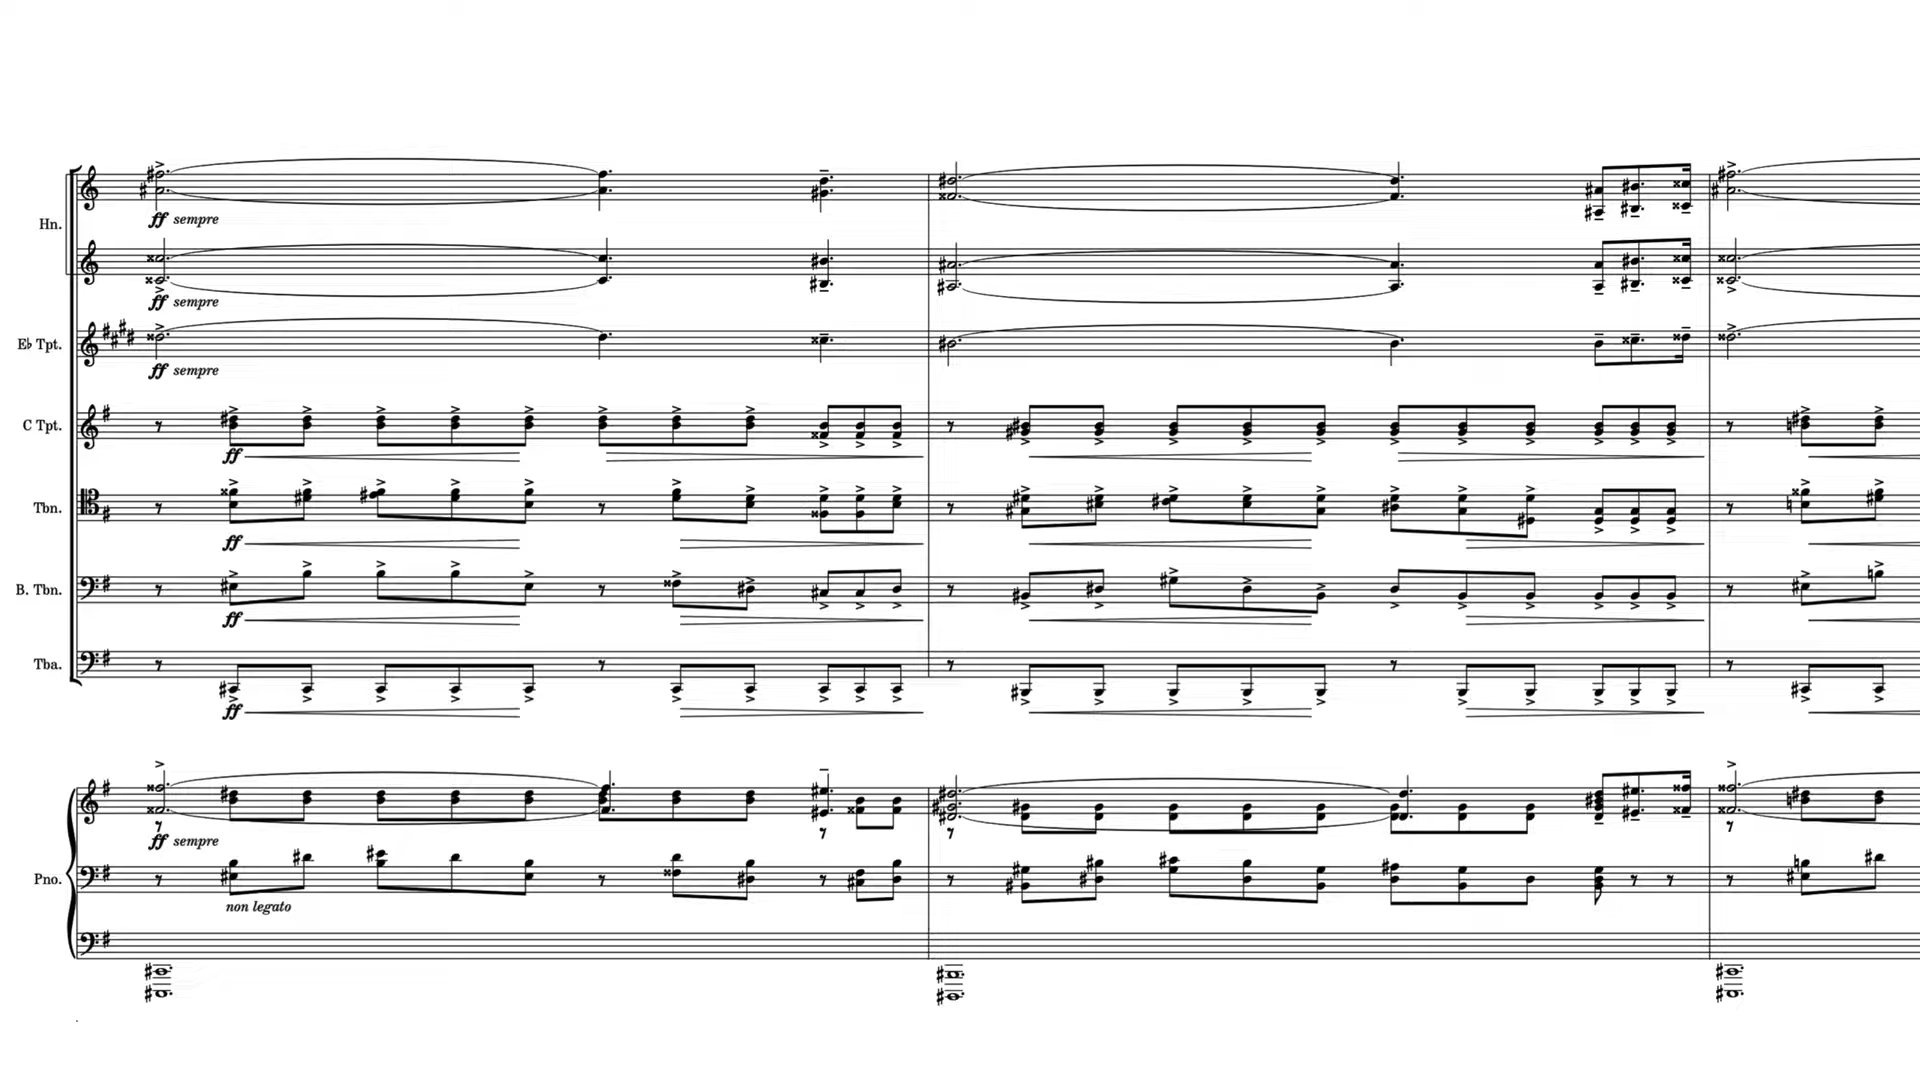 Hn.
ff sempre
ff sempre
E♭ Tpt.
ff sempre
C Tpt.
ff
Tbn.
ff
B. Tbn.
ff
Tba.
ff
ff sempre
Pno.
non legato